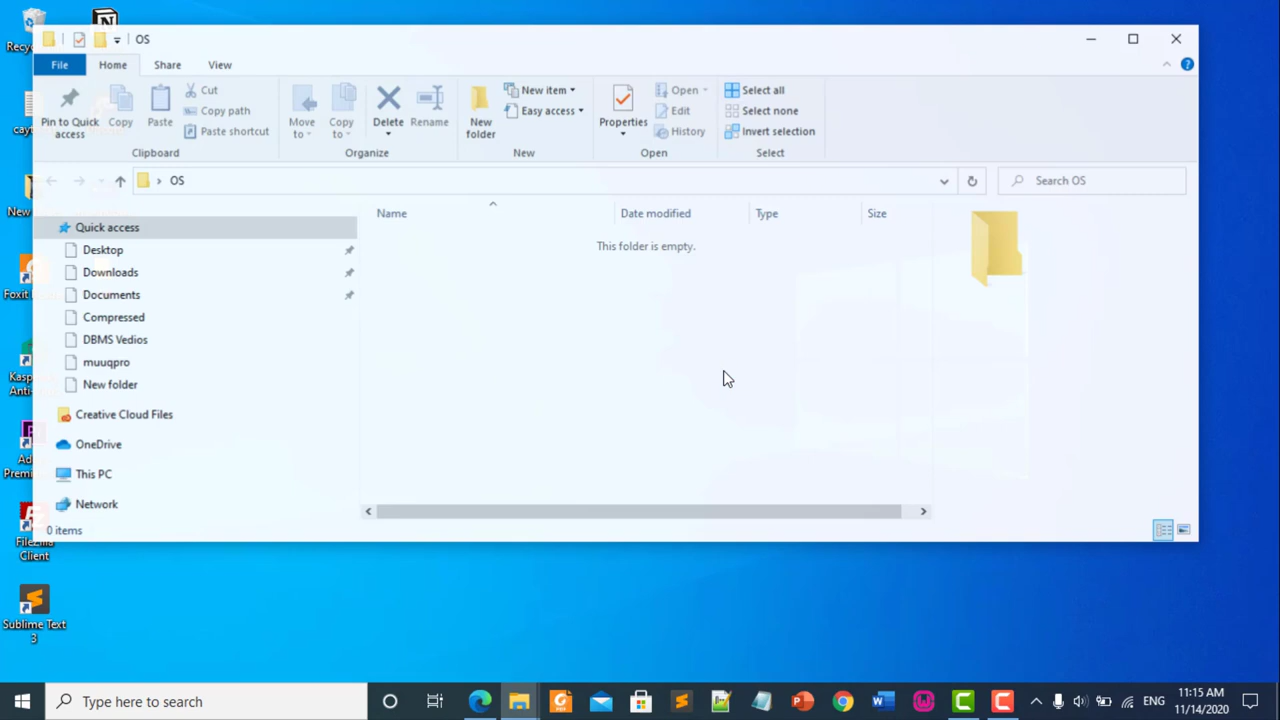 OS
File Home Share View
Pin to Quick access
Copy
Paste
Cut
Copy path
Paste shortcut
Clipboard
Move to
Copy to
Delete
Rename
Organize
New folder
New item
Easy access
New
Properties
Open
Edit
History
Open
Select all
Select none
Invert selection
Select
OS
Search OS
Quick access
Desktop
Downloads
Documents
Compressed
DBMS Vedios
muuqpro
New folder
Creative Cloud Files
OneDrive
This PC
Network
Name Date modified Type Size
This folder is empty.
0 items
Filezilla
Client
Sublime Text
3
Type here to search
ENG
11:15 AM
11/14/2020